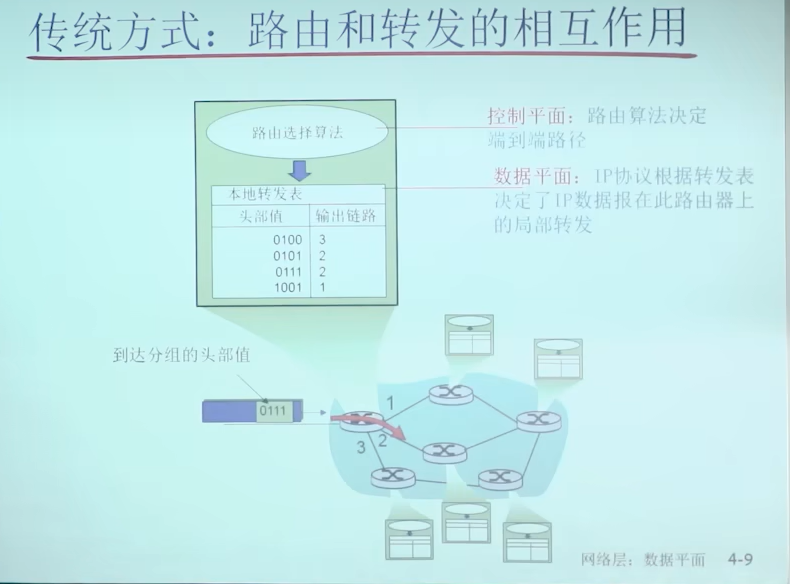 传统方式：路由和转发的相互作用
路由选择算法
控制平面：路由算法决定
端到端路径
本地转发表
头部值 输出链路
0100 3
0101 2
0111 2
1001 1
数据平面：IP协议根据转发表
决定了IP数据报在此路由器上
的局部转发
到达分组的头部值
0111
1
2
3
网络层：数据平面 4-9